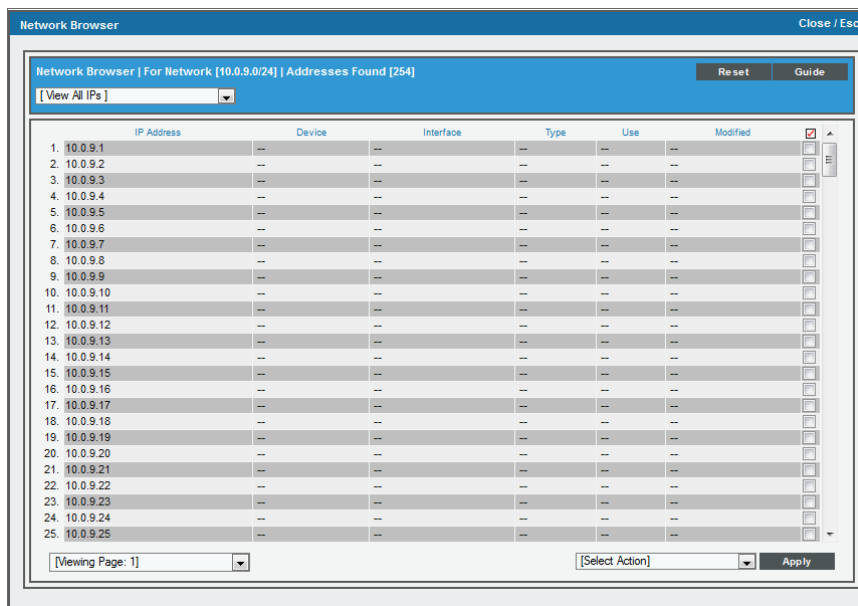 Network Browser Close / Esc
Network Browser | For Network [10.0.9.0/24] | Addresses Found [254] Reset Guide
[ View All IPs ]
IP Address Device Interface Type Use Modified
1. 10.0.9.1 -- -- -- -- --
2. 10.0.9.2 -- -- -- -- --
3. 10.0.9.3 -- -- -- -- --
4. 10.0.9.4 -- -- -- -- --
5. 10.0.9.5 -- -- -- -- --
6. 10.0.9.6 -- -- -- -- --
7. 10.0.9.7 -- -- -- -- --
8. 10.0.9.8 -- -- -- -- --
9. 10.0.9.9 -- -- -- -- --
10. 10.0.9.10 -- -- -- -- --
11. 10.0.9.11 -- -- -- -- --
12. 10.0.9.12 -- -- -- -- --
13. 10.0.9.13 -- -- -- -- --
14. 10.0.9.14 -- -- -- -- --
15. 10.0.9.15 -- -- -- -- --
16. 10.0.9.16 -- -- -- -- --
17. 10.0.9.17 -- -- -- -- --
18. 10.0.9.18 -- -- -- -- --
19. 10.0.9.19 -- -- -- -- --
20. 10.0.9.20 -- -- -- -- --
21. 10.0.9.21 -- -- -- -- --
22. 10.0.9.22 -- -- -- -- --
23. 10.0.9.23 -- -- -- -- --
24. 10.0.9.24 -- -- -- -- --
25. 10.0.9.25 -- -- -- -- --
[Viewing Page: 1] [Select Action] Apply